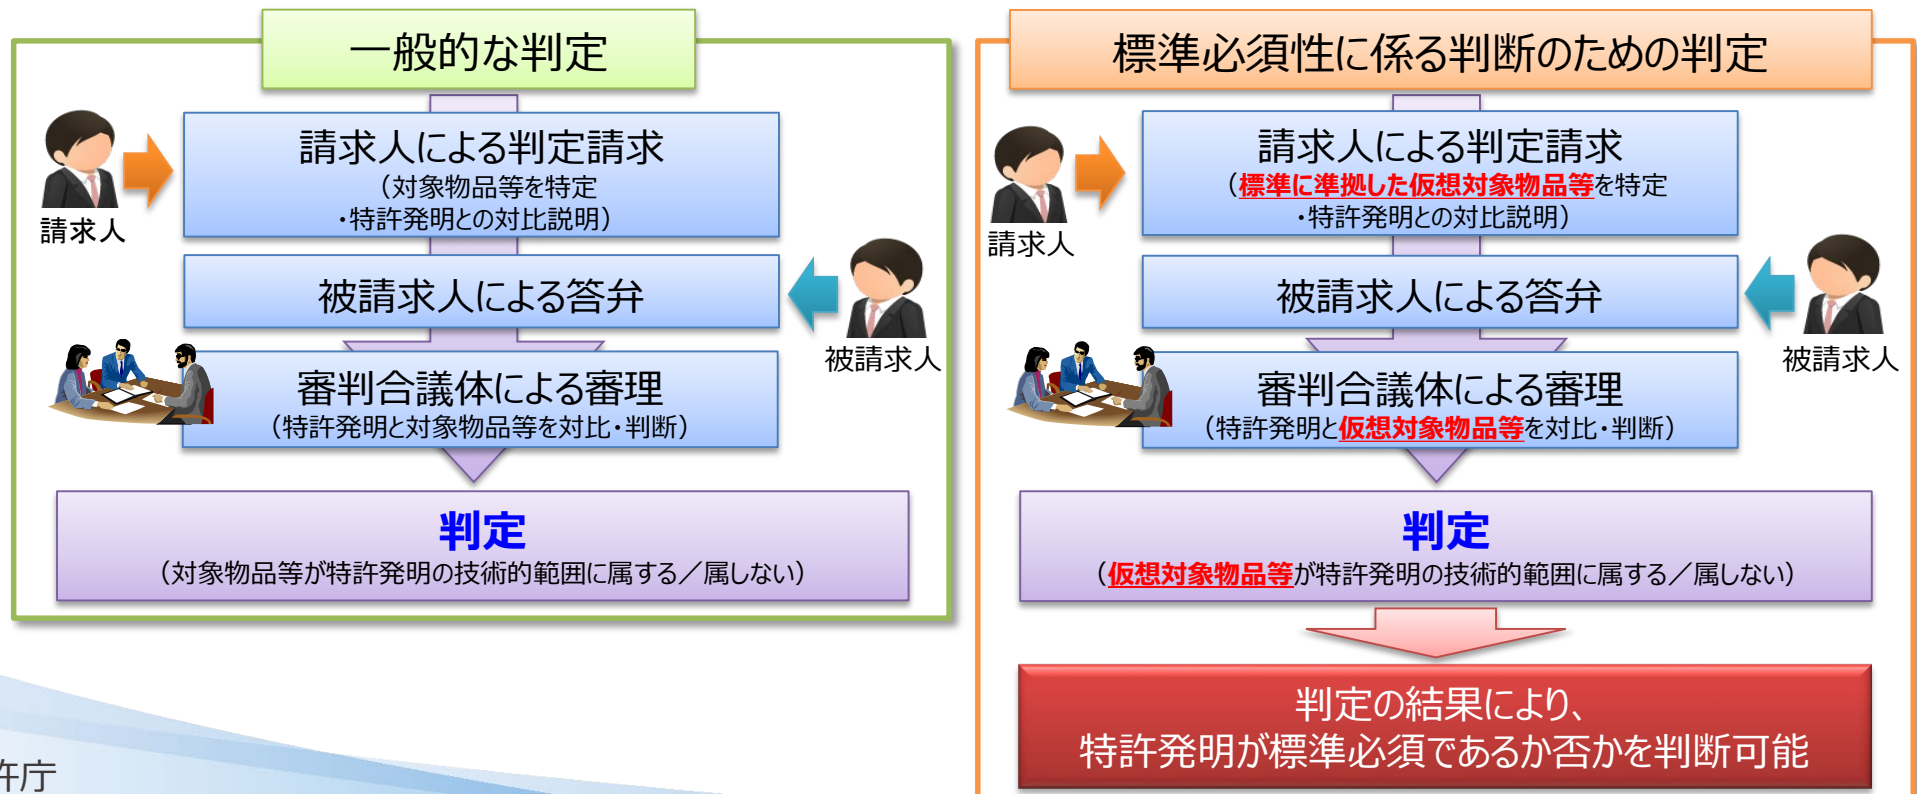 一般的な判定
請求人による判定請求
（対象物品等を特定
・特許発明との対比説明）
請求人
被請求人による答弁
被請求人
審判合議体による審理
（特許発明と対象物品等を対比・判断）
判定
（対象物品等が特許発明の技術的範囲に属する／属しない）
標準必須性に係る判断のための判定
請求人による判定請求
（標準に準拠した仮想対象物品等を特定
・特許発明との対比説明）
請求人
被請求人による答弁
被請求人
審判合議体による審理
（特許発明と仮想対象物品等を対比・判断）
判定
（仮想対象物品等が特許発明の技術的範囲に属する／属しない）
判定の結果により、
特許発明が標準必須であるか否かを判断可能
庁